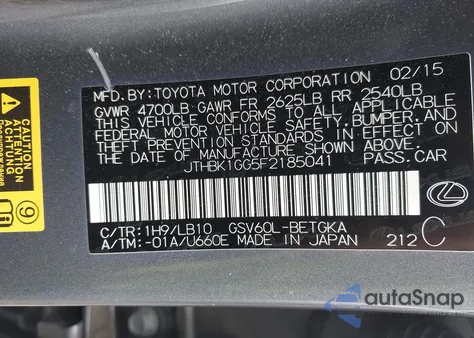 MFD.BY: TOYOTA MOTOR CORPORATION 02/15
GVWR 4700LB GAWR FR 2625LB RR 2540LB
THIS VEHICLE CONFORMS TO ALL APPLICABLE
FEDERAL MOTOR VEHICLE SAFETY,BUMPER,AND
THEFT PREVENTION STANDARDS IN EFFECT ON
THE DATE OF MANUFACTURE SHOWN ABOVE.
JTHBK1GG5F2185041 PASS.CAR
C/TR: 1H9/LB10 GSV60L-BETGKA
A/TM: -01A/U660E MADE IN JAPAN 212 C
9
autoSnap